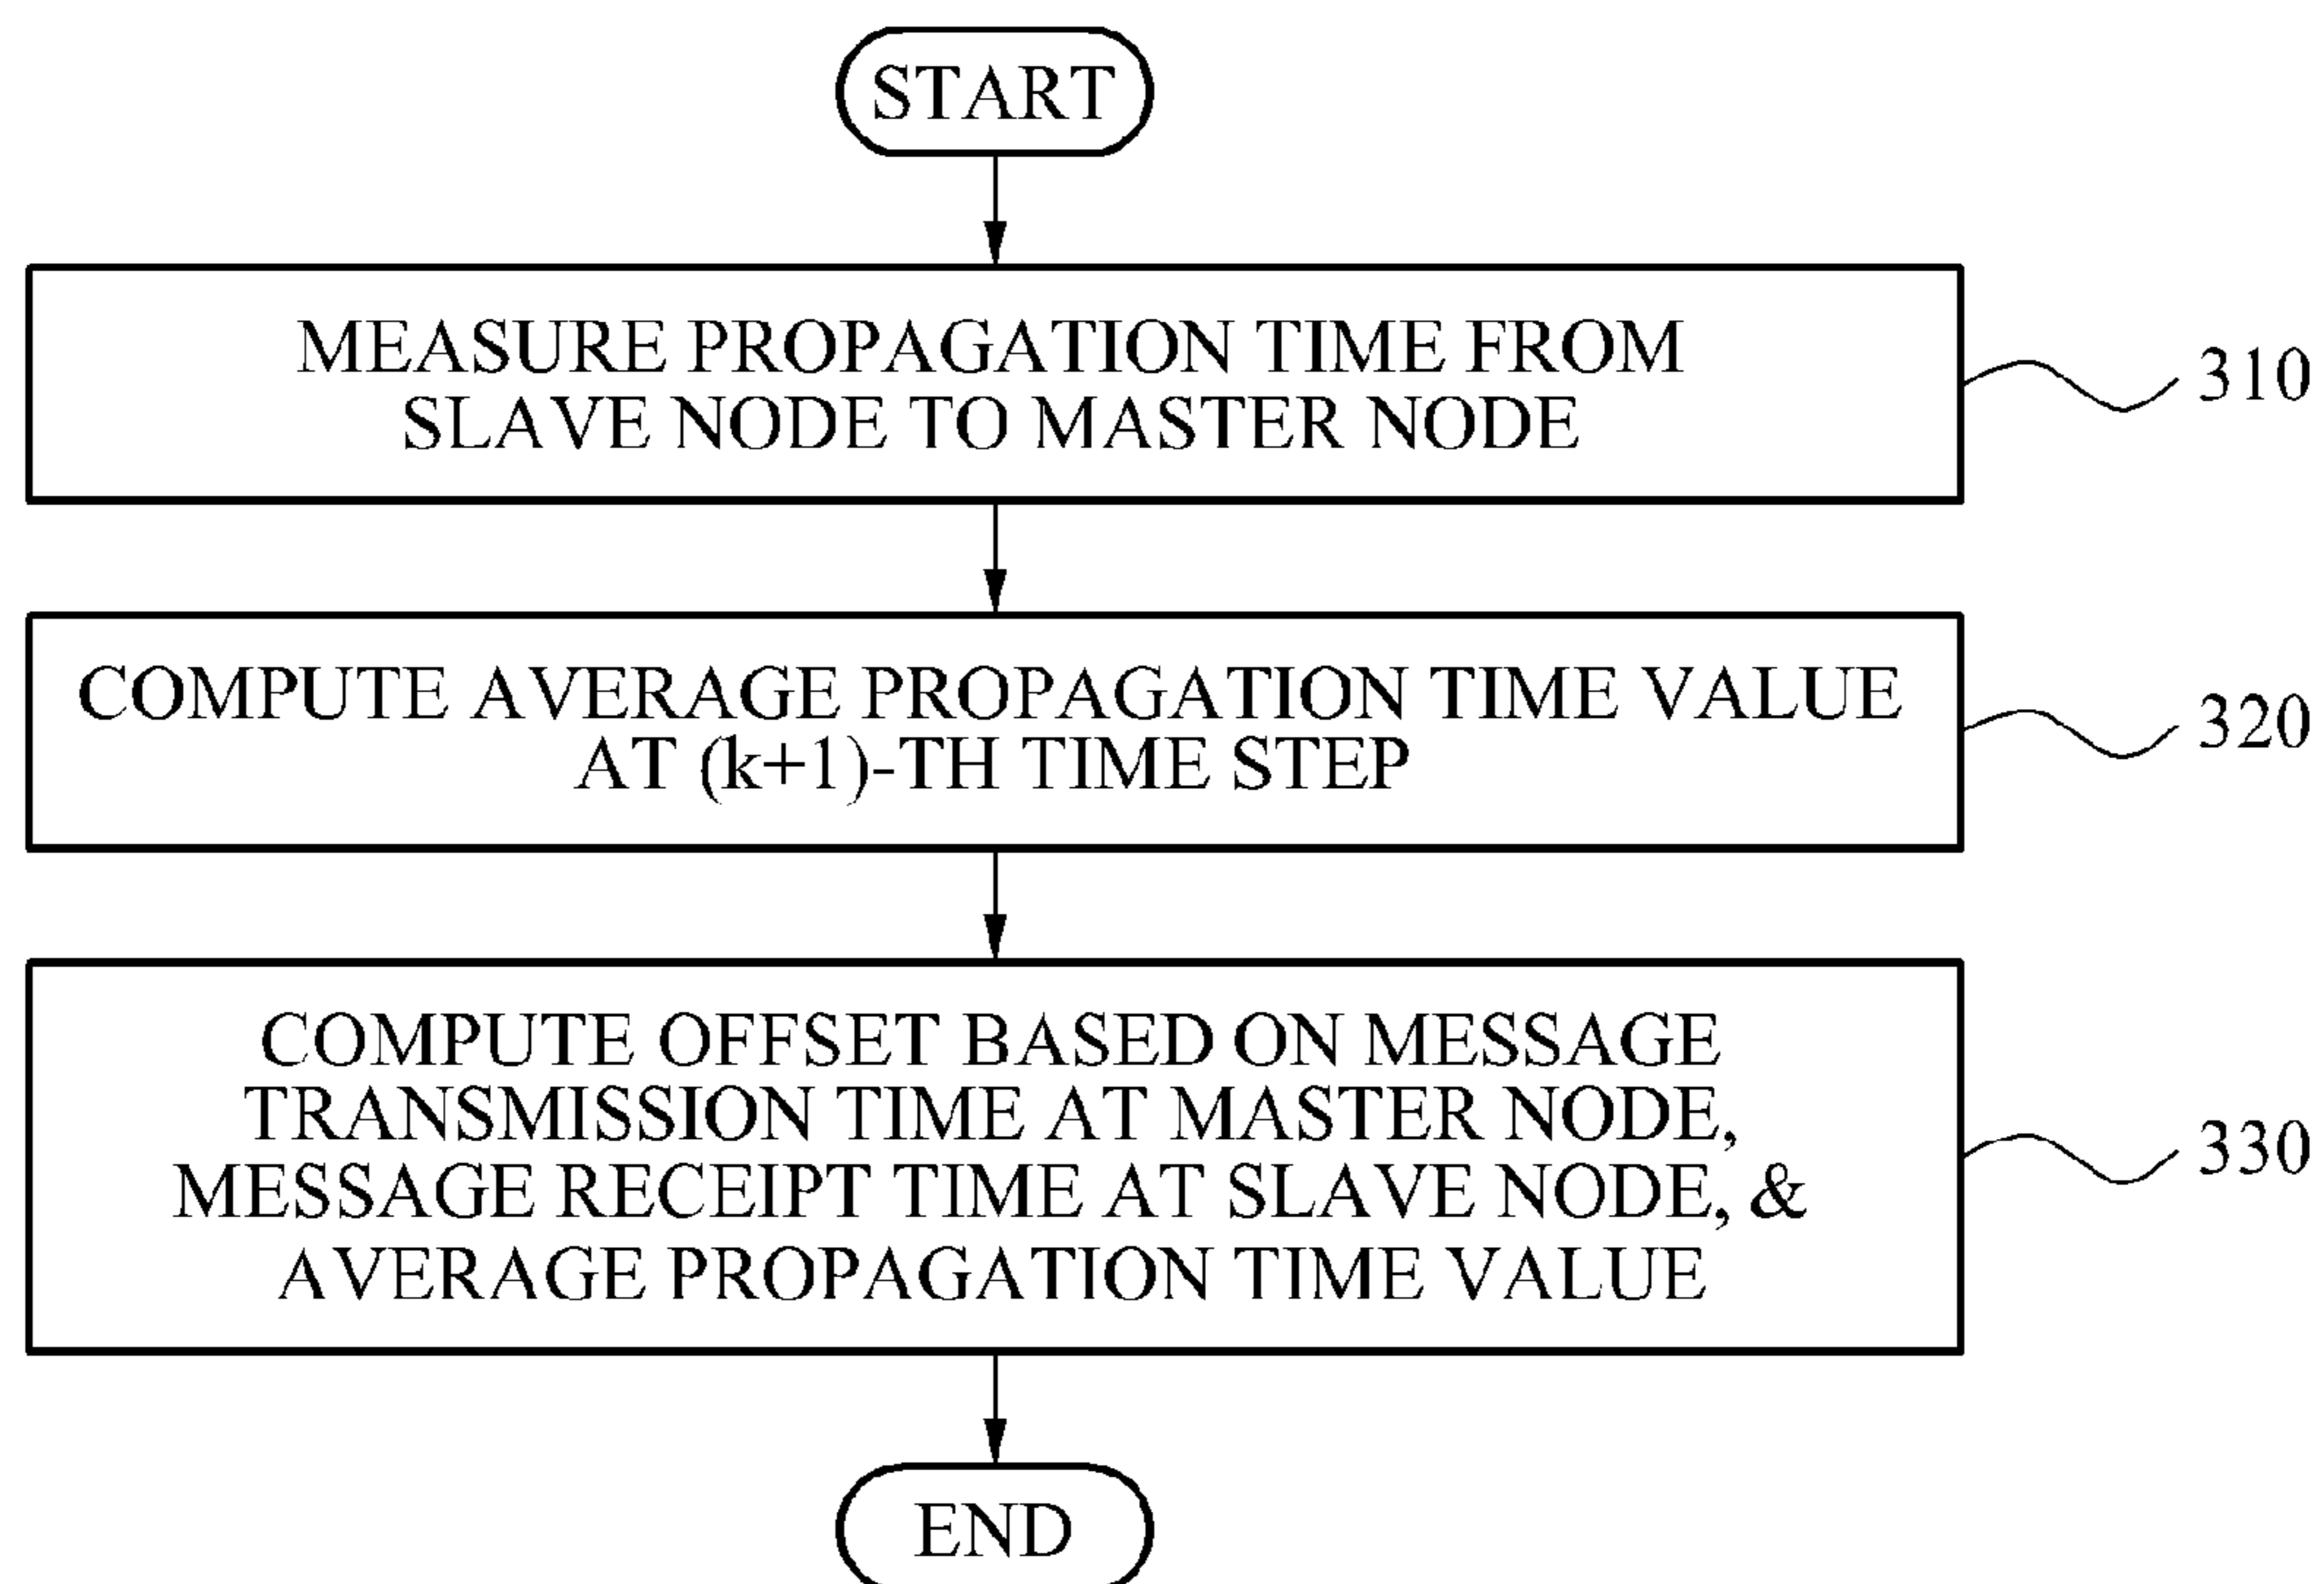 START
MEASURE PROPAGATION TIME FROM
SLAVE NODE TO MASTER NODE
310
COMPUTE AVERAGE PROPAGATION TIME VALUE
AT (k+1)-TH TIME STEP
320
COMPUTE OFFSET BASED ON MESSAGE
TRANSMISSION TIME AT MASTER NODE,
MESSAGE RECEIPT TIME AT SLAVE NODE, &
AVERAGE PROPAGATION TIME VALUE
330
END